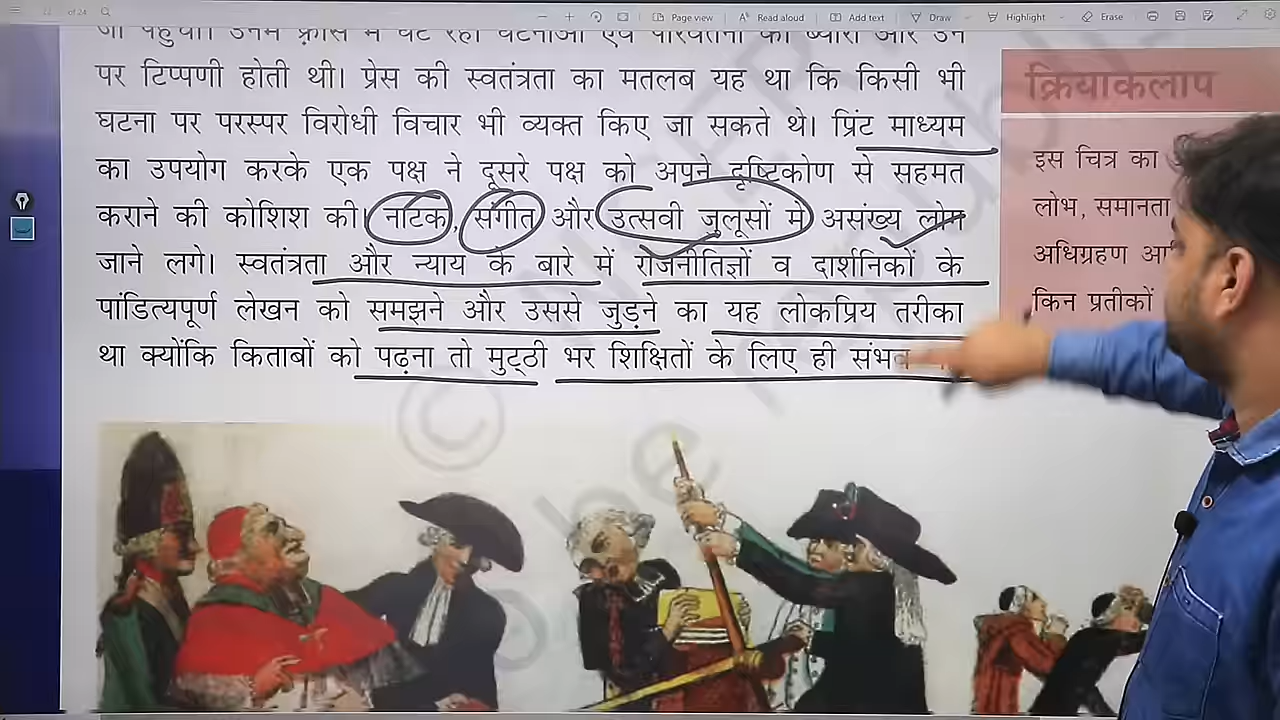 of 24
Page view
Read aloud
Add text
Draw
Highlight
Erase
पर टिप्पणी होती थी। प्रेस की स्वतंत्रता का मतलब यह था कि किसी भी
घटना पर परस्पर विरोधी विचार भी व्यक्त किए जा सकते थे। प्रिंट माध्यम
का उपयोग करके एक पक्ष ने दूसरे पक्ष को अपने दृष्टिकोण से सहमत
कराने की कोशिश की। नाटक, संगीत और उत्सवी जुलूसों में असंख्य लोग
जाने लगे। स्वतंत्रता और न्याय के बारे में राजनीतिज्ञों व दार्शनिकों के
पांडित्यपूर्ण लेखन को समझने और उससे जुड़ने का यह लोकप्रिय तरीका
था क्योंकि किताबों को पढ़ना तो मुट्ठी भर शिक्षितों के लिए ही
क्रियाकलाप
इस चित्र का
लोभ, समानता
अधिग्रहण
किन प्रतीकों